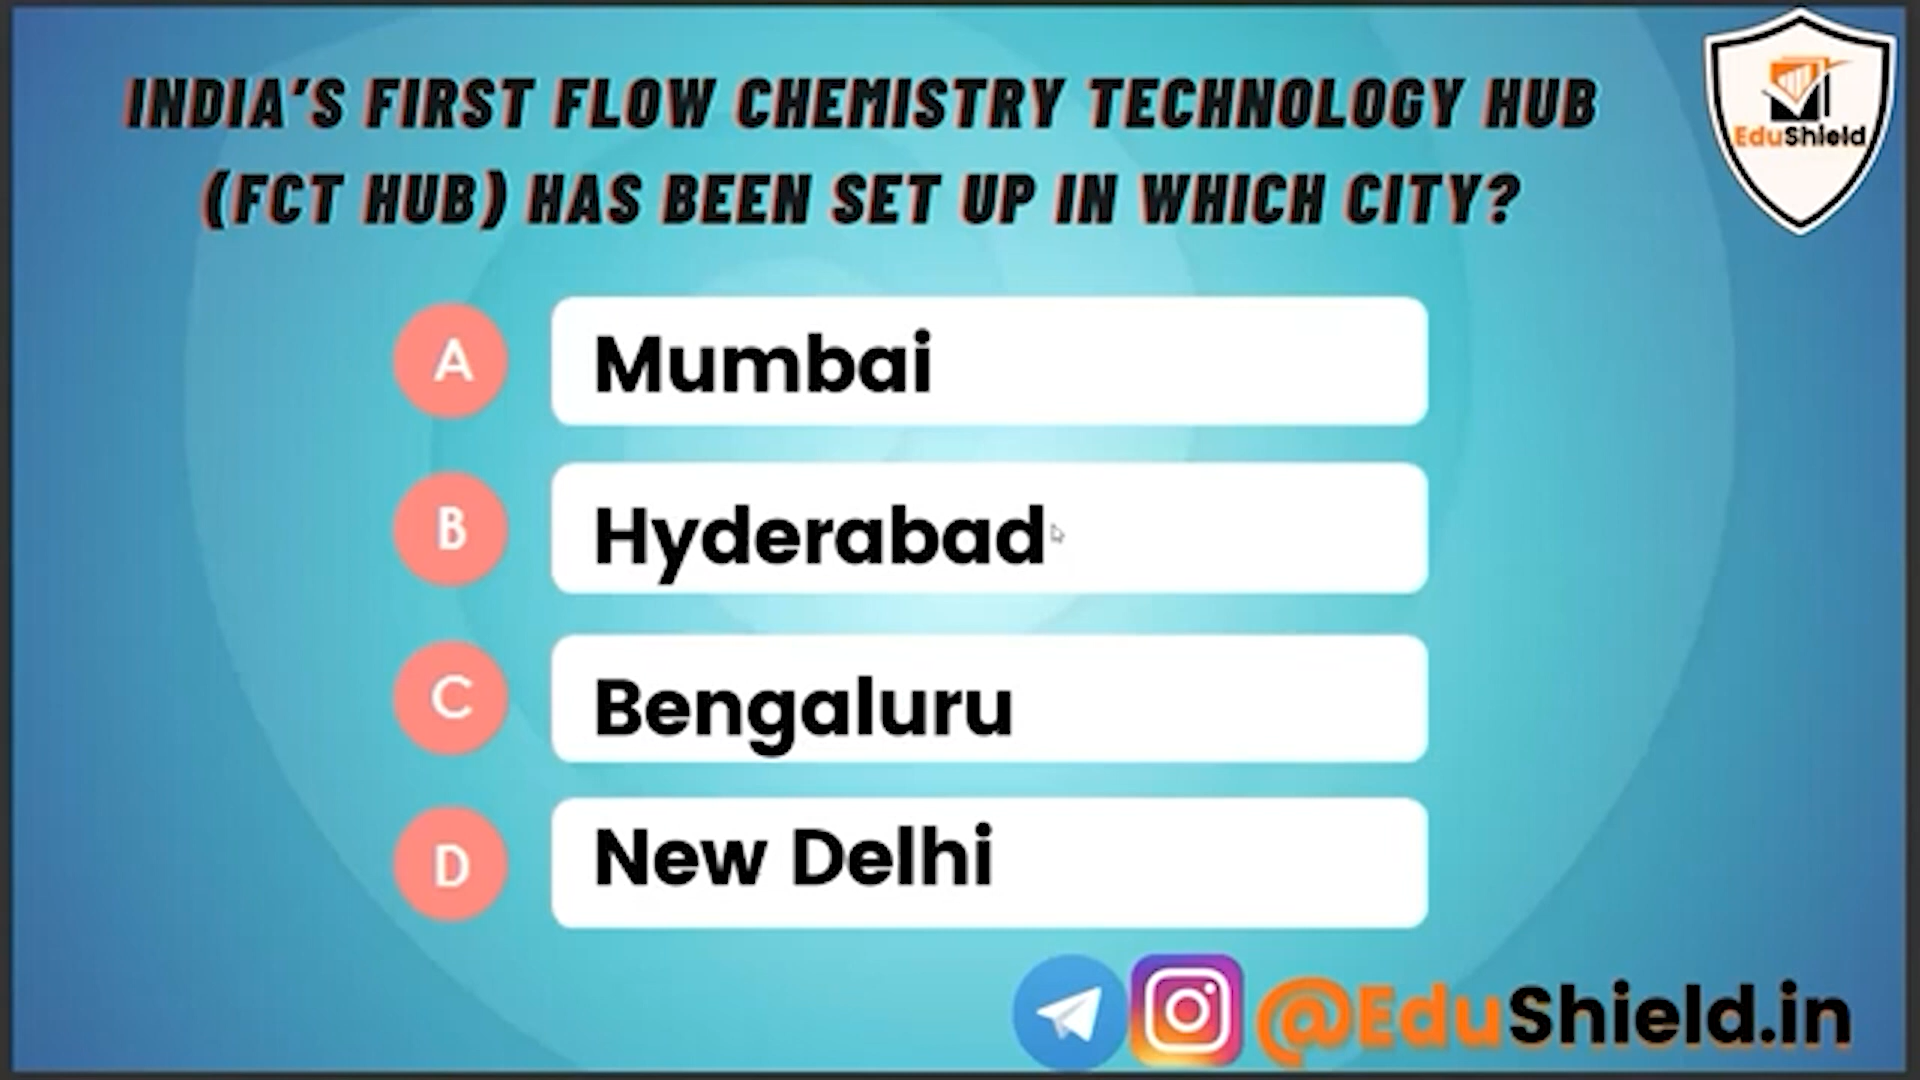 INDIA'S FIRST FLOW CHEMISTRY TECHNOLOGY HUB
(FCT HUB) HAS BEEN SET UP IN WHICH CITY?
EduShield
A Mumbai
B Hyderabad
C Bengaluru
D New Delhi
@EduShield.in